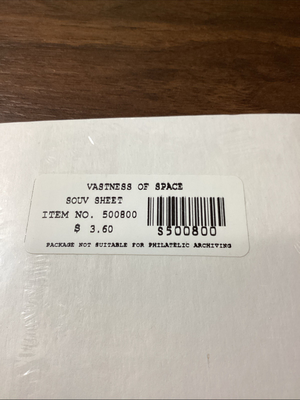 VASTNESS OF SPACE
SOUV SHEET
ITEM NO. 500800
$ 3.60
S500800
PACKAGE NOT SUITABLE FOR PHILATELIC ARCHIVING